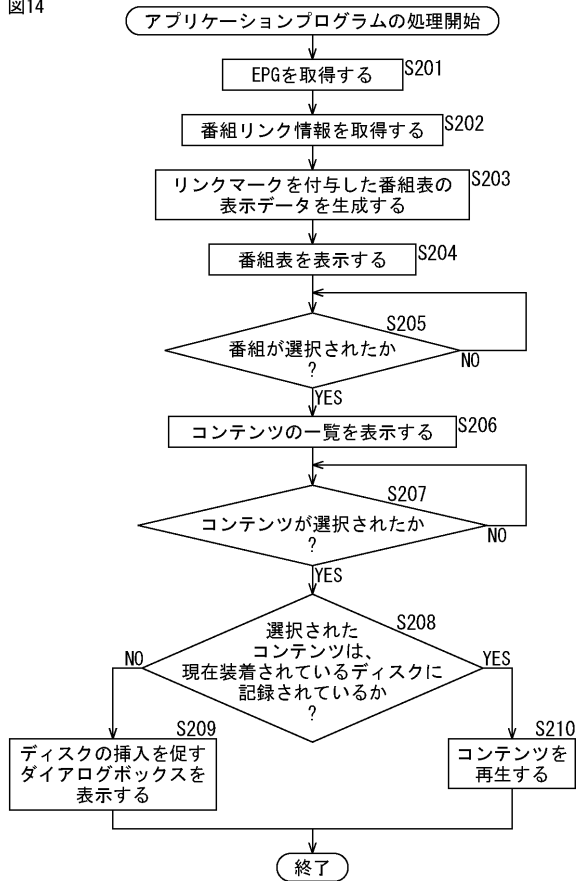 図14
アプリケーションプログラムの処理開始
EPGを取得する
S201
番組リンク情報を取得する
S202
リンクマークを付与した番組表の
表示データを生成する
S203
番組表を表示する
S204
S205
番組が選択されたか
?
NO
YES
コンテンツの一覧を表示する
S206
S207
コンテンツが選択されたか
?
NO
YES
S208
選択された
コンテンツは、
現在装着されているディスクに
記録されているか
?
NO
YES
S209
ディスクの挿入を促す
ダイアログボックスを
表示する
S210
コンテンツを
再生する
終了